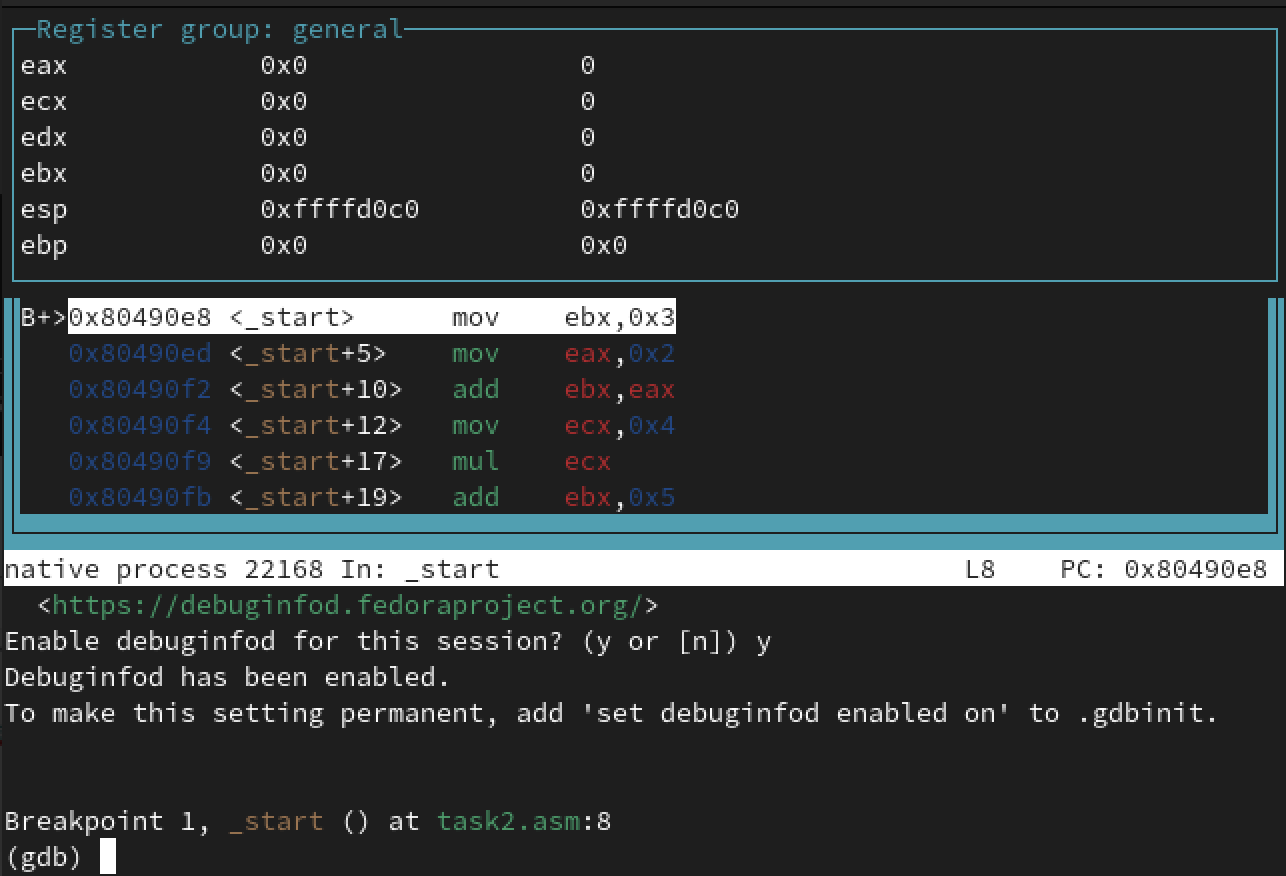 Register group: general
eax 0x0 0
ecx 0x0 0
edx 0x0 0
ebx 0x0 0
esp 0xffffd0c0 0xffffd0c0
ebp 0x0 0x0
B+>0x80490e8 <_start> mov ebx,0x3
0x80490ed <_start+5> mov eax,0x2
0x80490f2 <_start+10> add ebx,eax
0x80490f4 <_start+12> mov ecx,0x4
0x80490f9 <_start+17> mul ecx
0x80490fb <_start+19> add ebx,0x5
native process 22168 In: _start L8 PC: 0x80490e8
<https://debuginfod.fedoraproject.org/>
Enable debuginfod for this session? (y or [n]) y
Debuginfod has been enabled.
To make this setting permanent, add 'set debuginfod enabled on' to .gdbinit.
Breakpoint 1, _start () at task2.asm:8
(gdb)